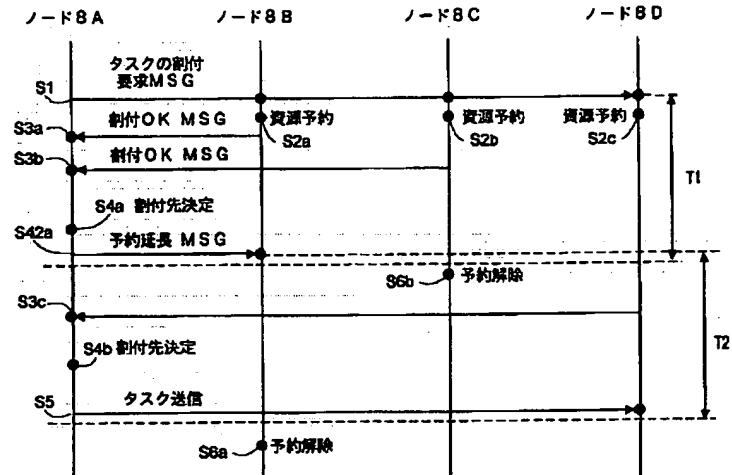 ノード8A ノード8B ノード8C ノード8D
タスクの割付
要求MSG
S1
割付OK MSG
資源予約
資源予約
資源予約
S3a
S2a
S2b
S2c
割付OK MSG
S3b
T1
S4a 割付先決定
S42a
予約延長 MSG
S6b
予約解除
S3c
T2
S4b 割付先決定
S5
タスク送信
S6a
予約解除